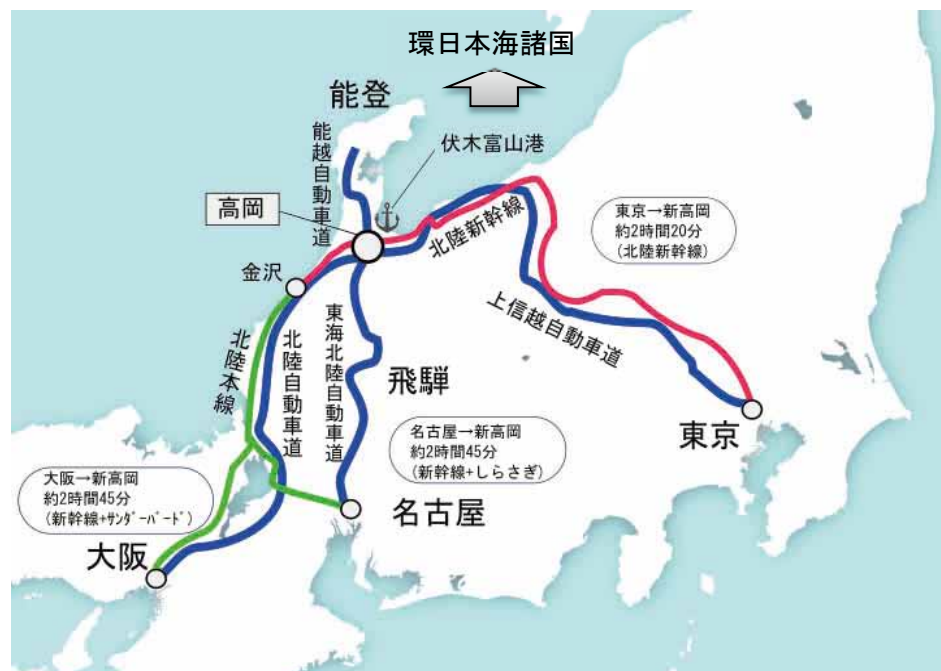 環日本海諸国
能登
能越自動車道
伏木富山港
高岡
北陸新幹線
東京→新高岡
約2時間20分
(北陸新幹線)
金沢
上信越自動車道
北陸本線
北陸自動車道
東海北陸自動車道
飛騨
東京
名古屋→新高岡
約2時間45分
(新幹線+しらさぎ)
大阪→新高岡
約2時間45分
(新幹線+ｻﾝﾀﾞｰﾊﾞｰﾄﾞ)
名古屋
大阪